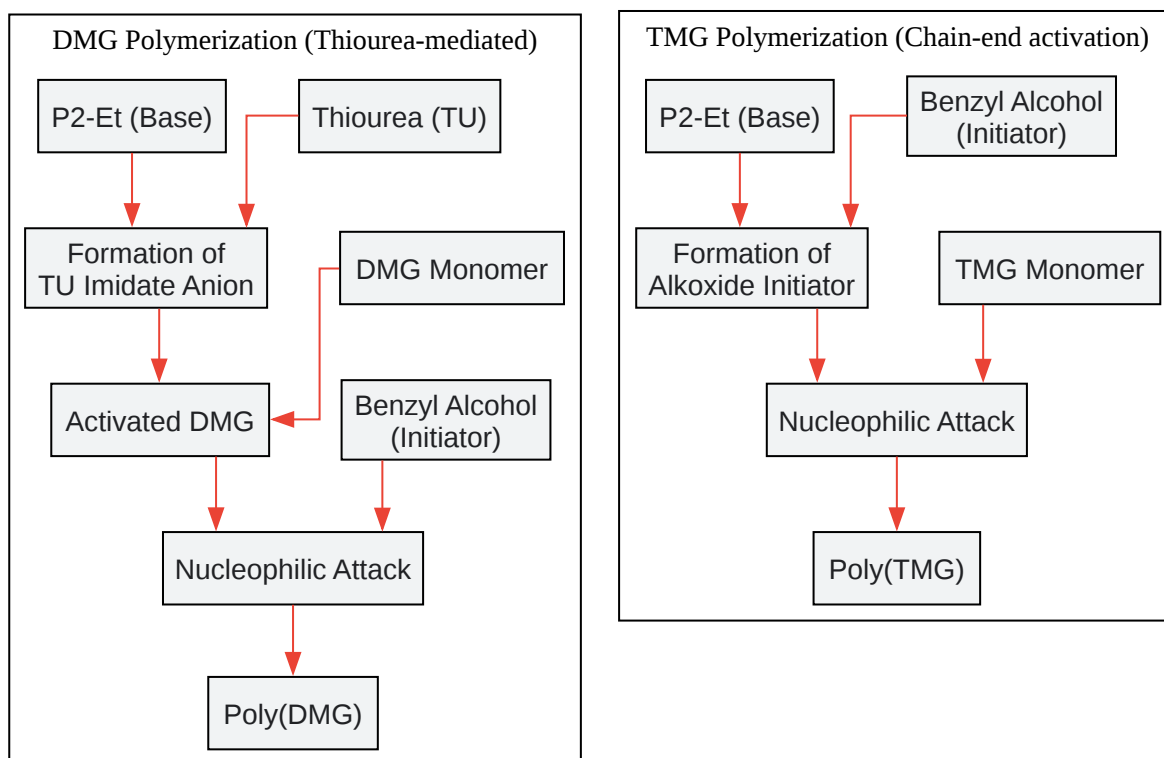 DMG Polymerization (Thiourea-mediated)
P2-Et (Base)
Thiourea (TU)
Formation of
TU Imidate Anion
DMG Monomer
Activated DMG
Benzyl Alcohol
(Initiator)
Nucleophilic Attack
Poly(DMG)
TMG Polymerization (Chain-end activation)
P2-Et (Base)
Benzyl Alcohol
(Initiator)
Formation of
Alkoxide Initiator
TMG Monomer
Nucleophilic Attack
Poly(TMG)